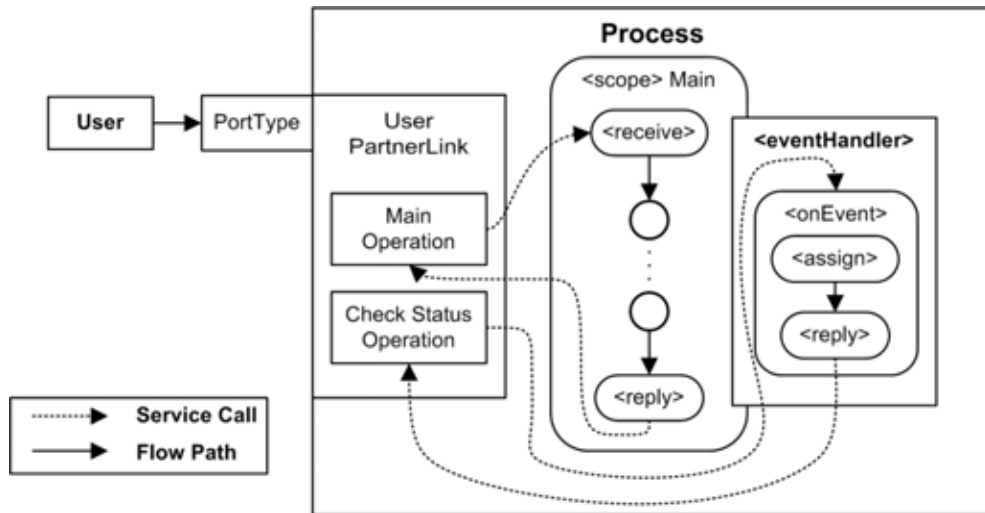 Process
<scope> Main
User
PortType
User
PartnerLink
<receive>
<eventHandler>
Main
Operation
<onEvent>
<assign>
Check Status
Operation
<reply>
<reply>
Service Call
Flow Path